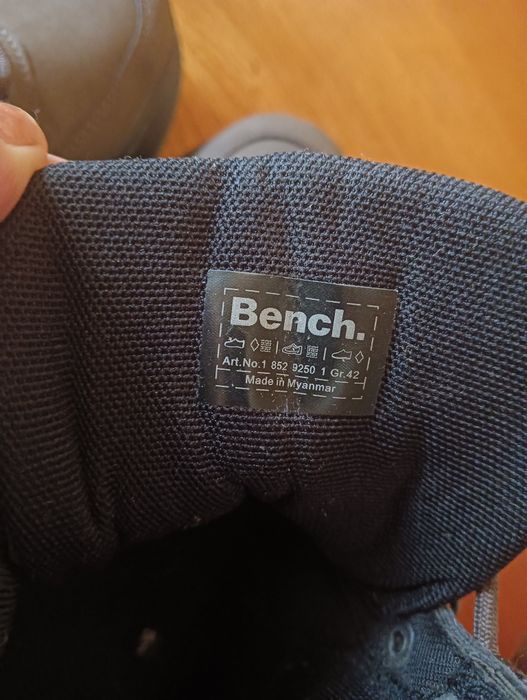 Bench.
Art.No.1 852 9250 1 Gr.42
Made in Myanmar